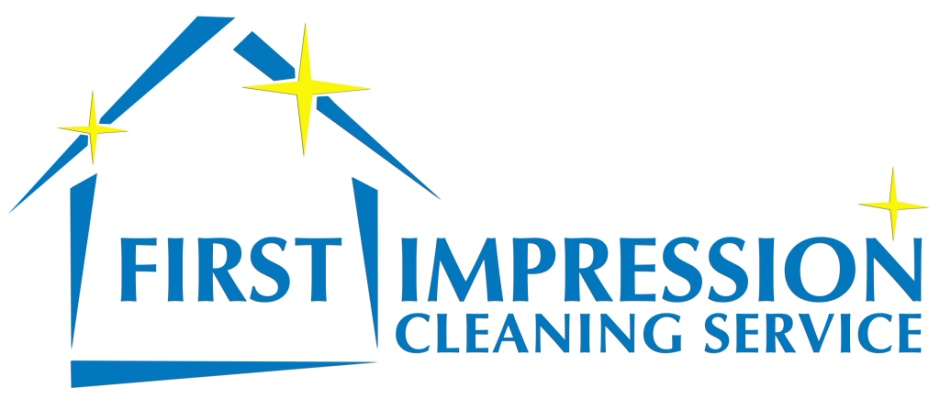 FIRST IMPRESSION
CLEANING SERVICE